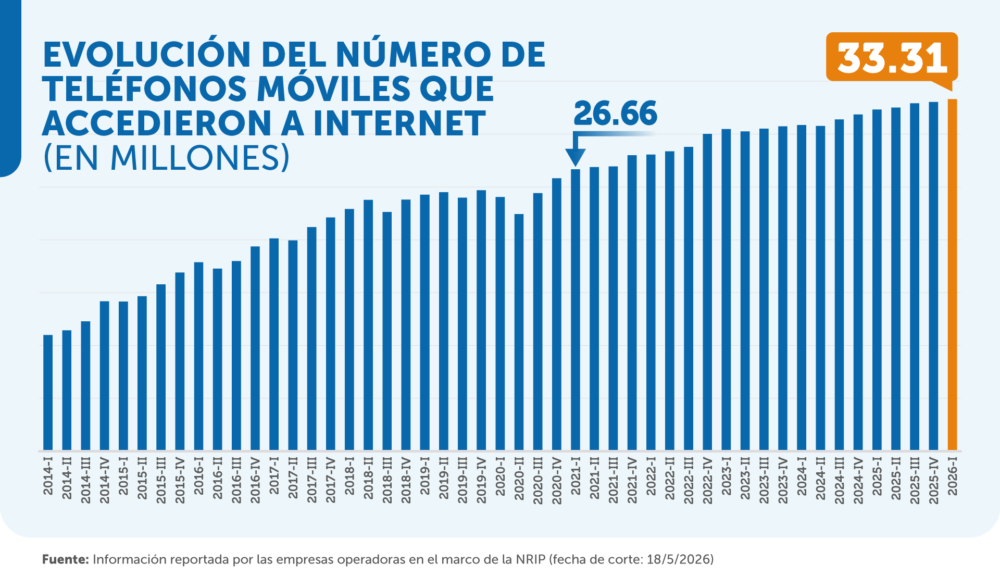 EVOLUCIÓN DEL NÚMERO DE
TELÉFONOS MÓVILES QUE
ACCEDIERON A INTERNET
(EN MILLONES)
33.31
26.66
2014-I
2014-II
2014-III
2014-IV
2015-I
2015-II
2015-III
2015-IV
2016-I
2016-II
2016-III
2016-IV
2017-I
2017-II
2017-III
2017-IV
2018-I
2018-II
2018-III
2018-IV
2019-I
2019-II
2019-III
2019-IV
2020-I
2020-II
2020-III
2020-IV
2021-I
2021-II
2021-III
2021-IV
2022-I
2022-II
2022-III
2022-IV
2023-I
2023-II
2023-III
2023-IV
2024-I
2024-II
2024-III
2024-IV
2025-I
2025-II
2025-III
2025-IV
2026-I
Fuente: Información reportada por las empresas operadoras en el marco de la NRIP (fecha de corte: 18/5/2026)